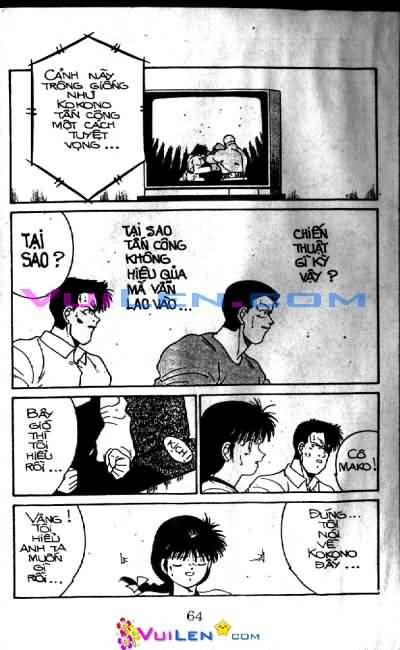 CẢNH NÀY
TRÔNG GIỐNG
NHƯ
KOKONO
TẤN CÔNG
MỘT CÁCH
TUYỆT
VỌNG ...
TẠI
SAO ?
TẠI SAO
TẤN CÔNG
KHÔNG
HIỆU QỦA
MÀ VẪN
LAO VÀO...
CHIẾN
THUẬT
GÌ KỲ
VẬY ?
VUILEN.COM
BÂY
GIỜ
THÌ
TÔI
HIỂU
RỒI ...
KỊCH!
CÔ
MAKO!
VÂNG !
TÔI
HIỂU
ANH TA
MUỐN
GÌ
RỒI ...
ĐÚNG...
TÔI
NÓI
VỀ
KOKONO
ĐẤY ...
64
VUILEN.COM